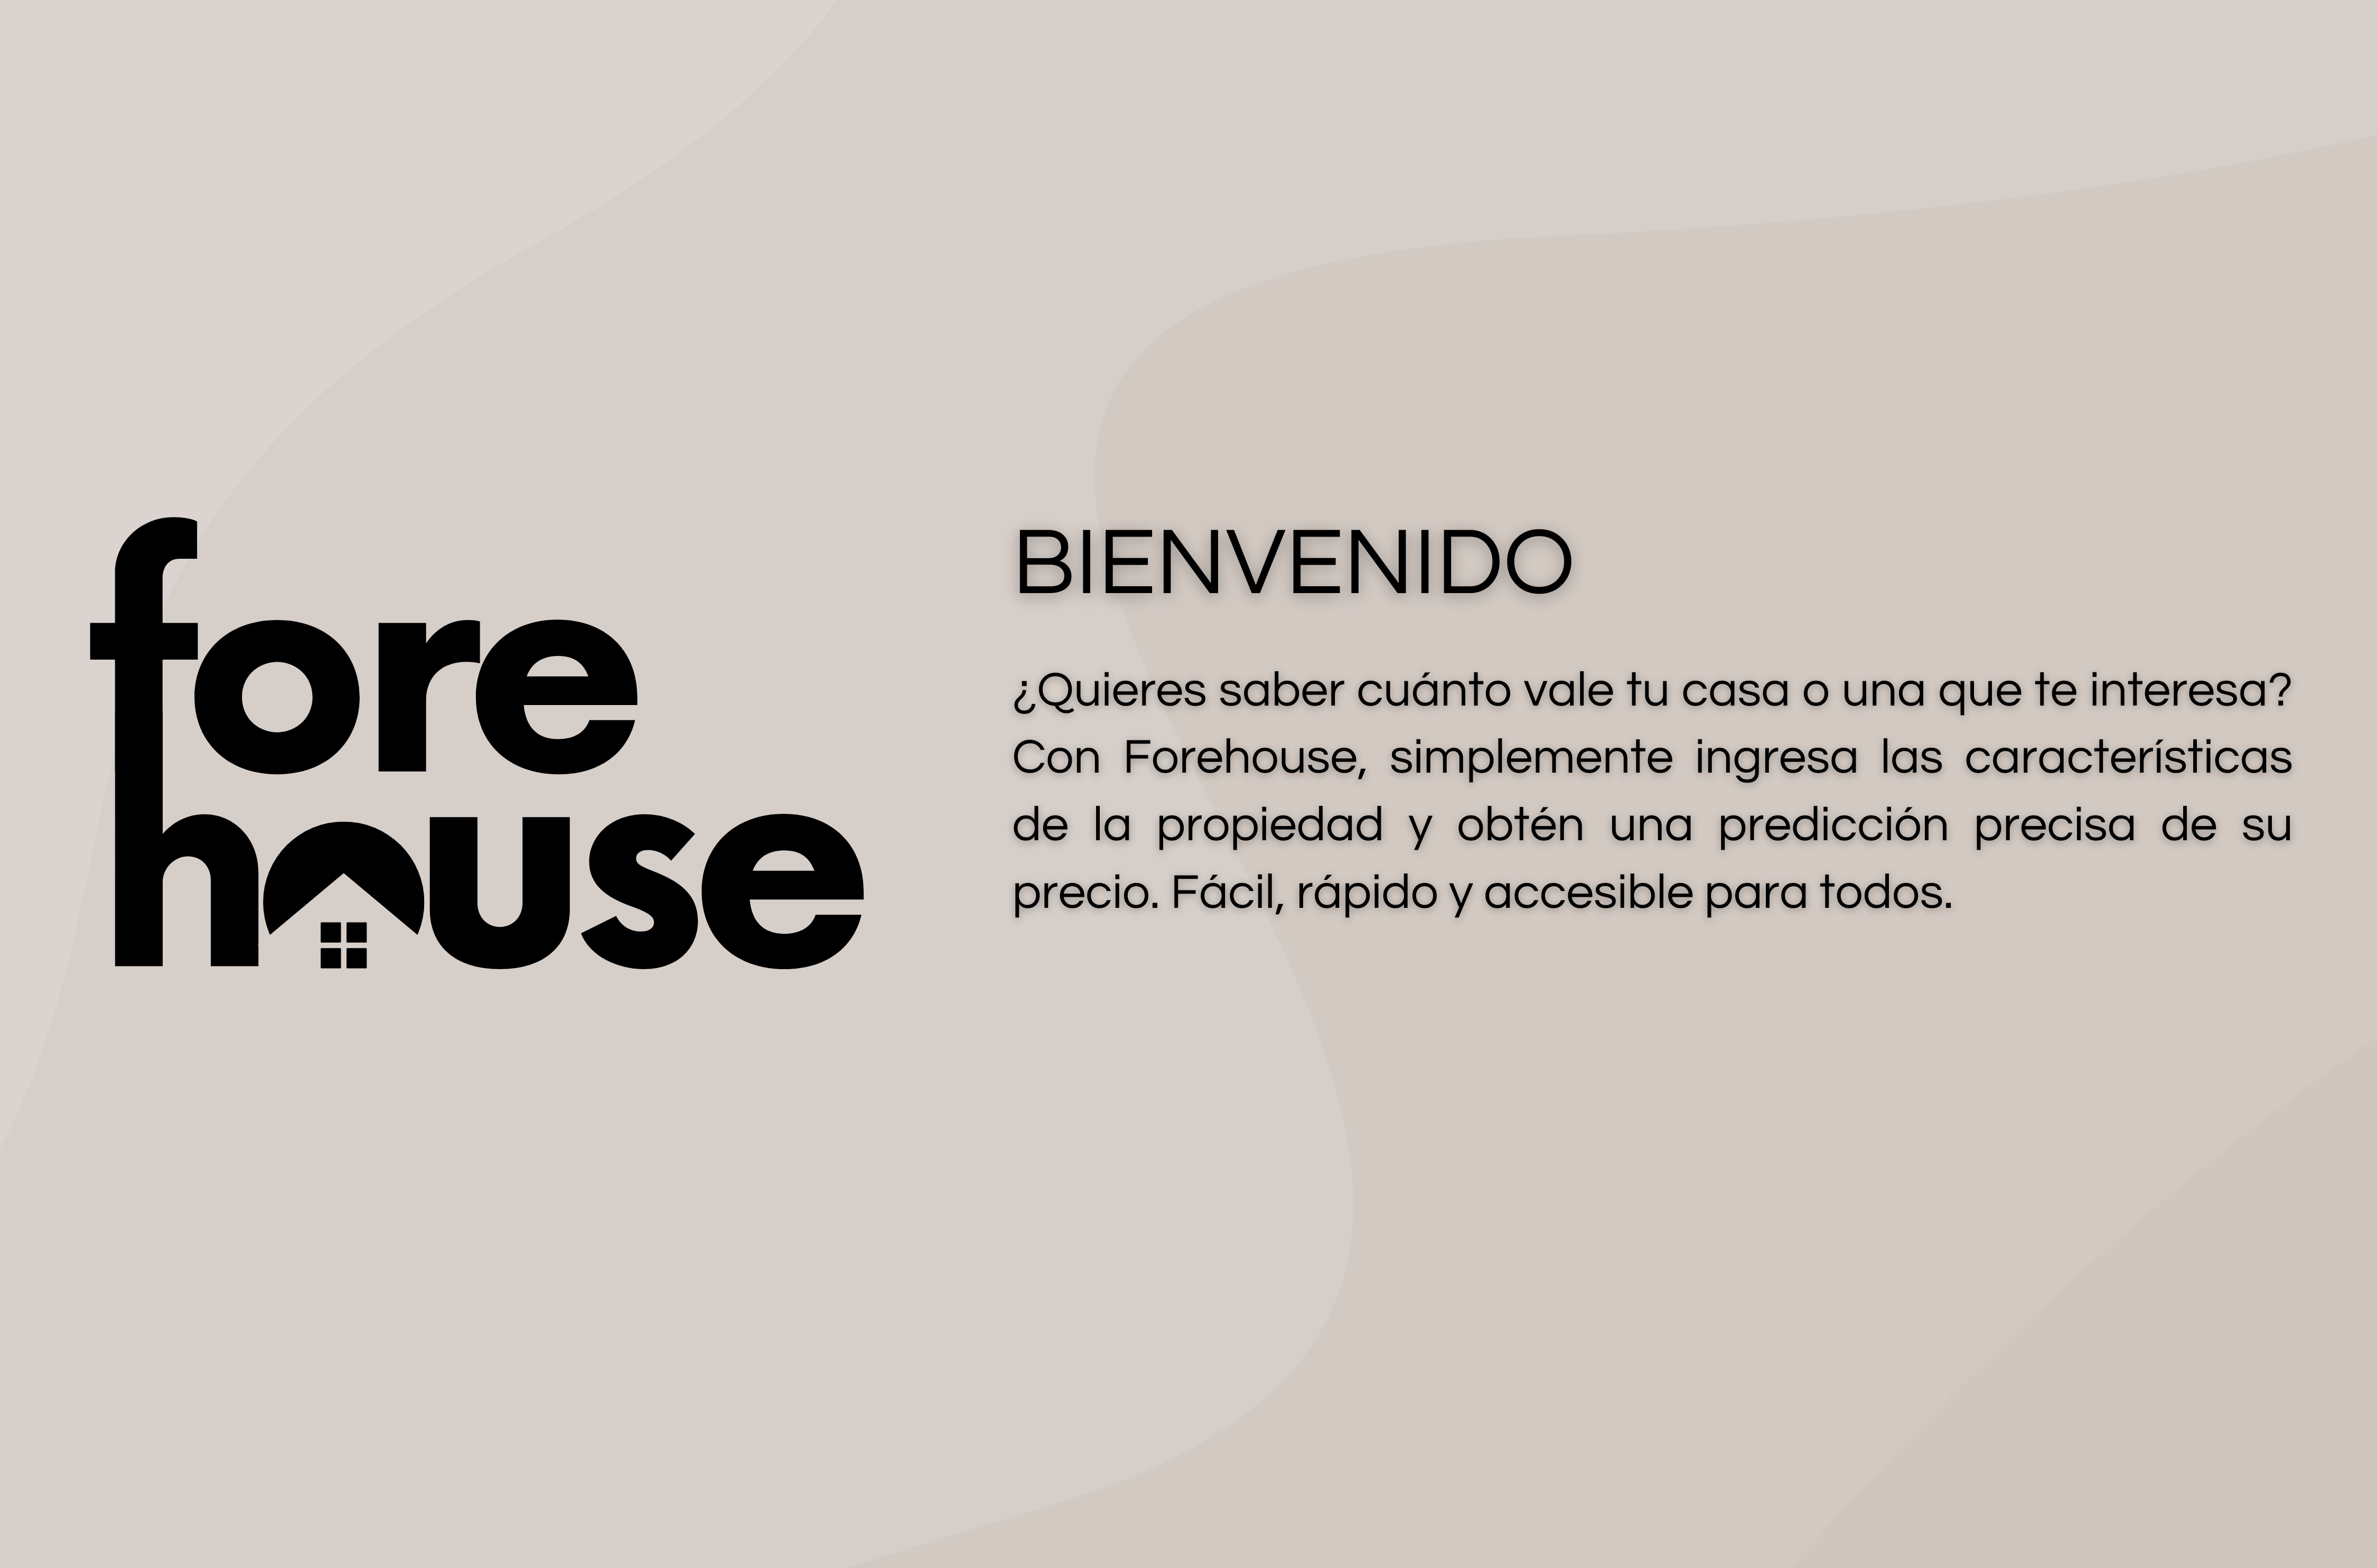 fore
house
BIENVENIDO
¿Quieres saber cuánto vale tu casa o una que te interesa?
Con Forehouse, simplemente ingresa las características
de la propiedad y obtén una predicción precisa de su
precio. Fácil, rápido y accesible para todos.